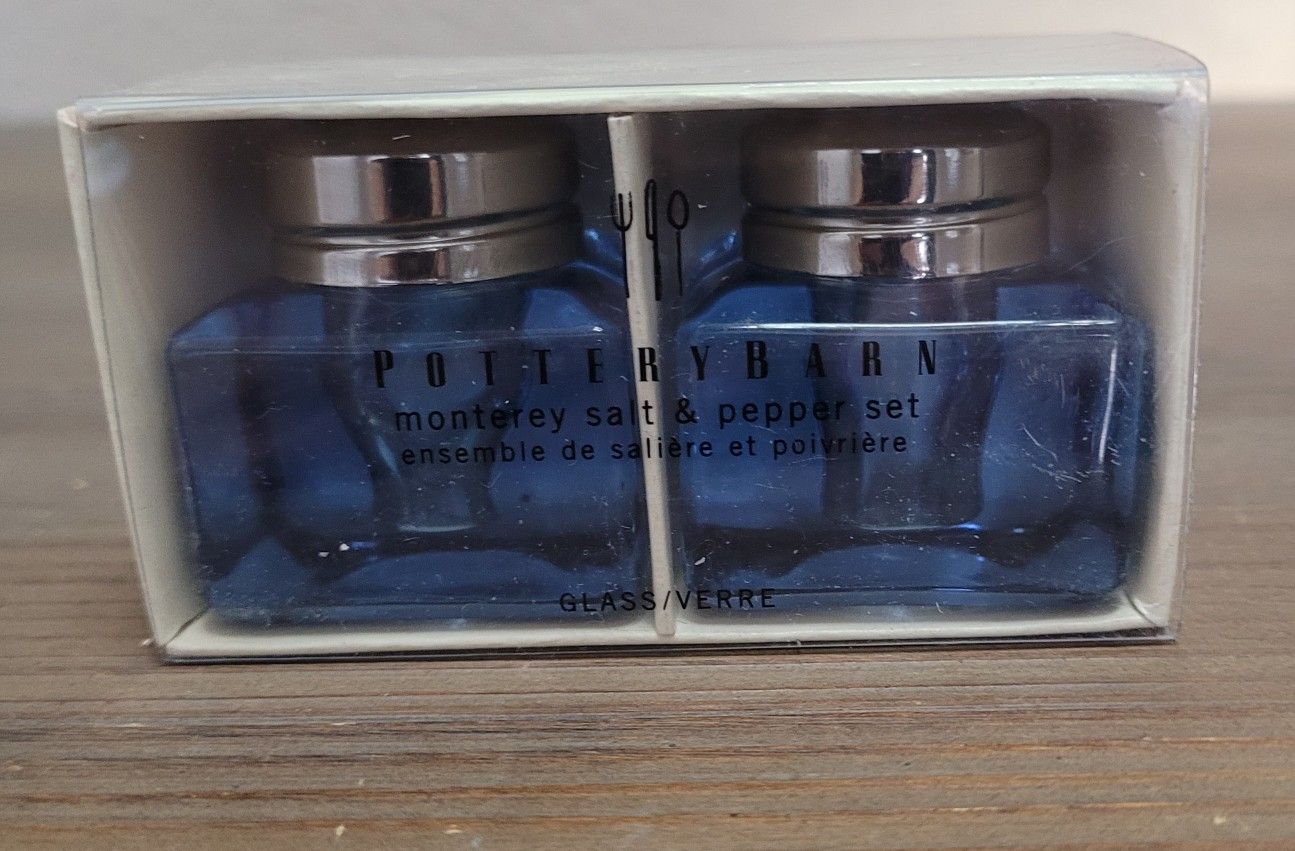 POTTERYBARN
monterey salt & pepper set
ensemble de salière et poivrière
GLASS/VERRE